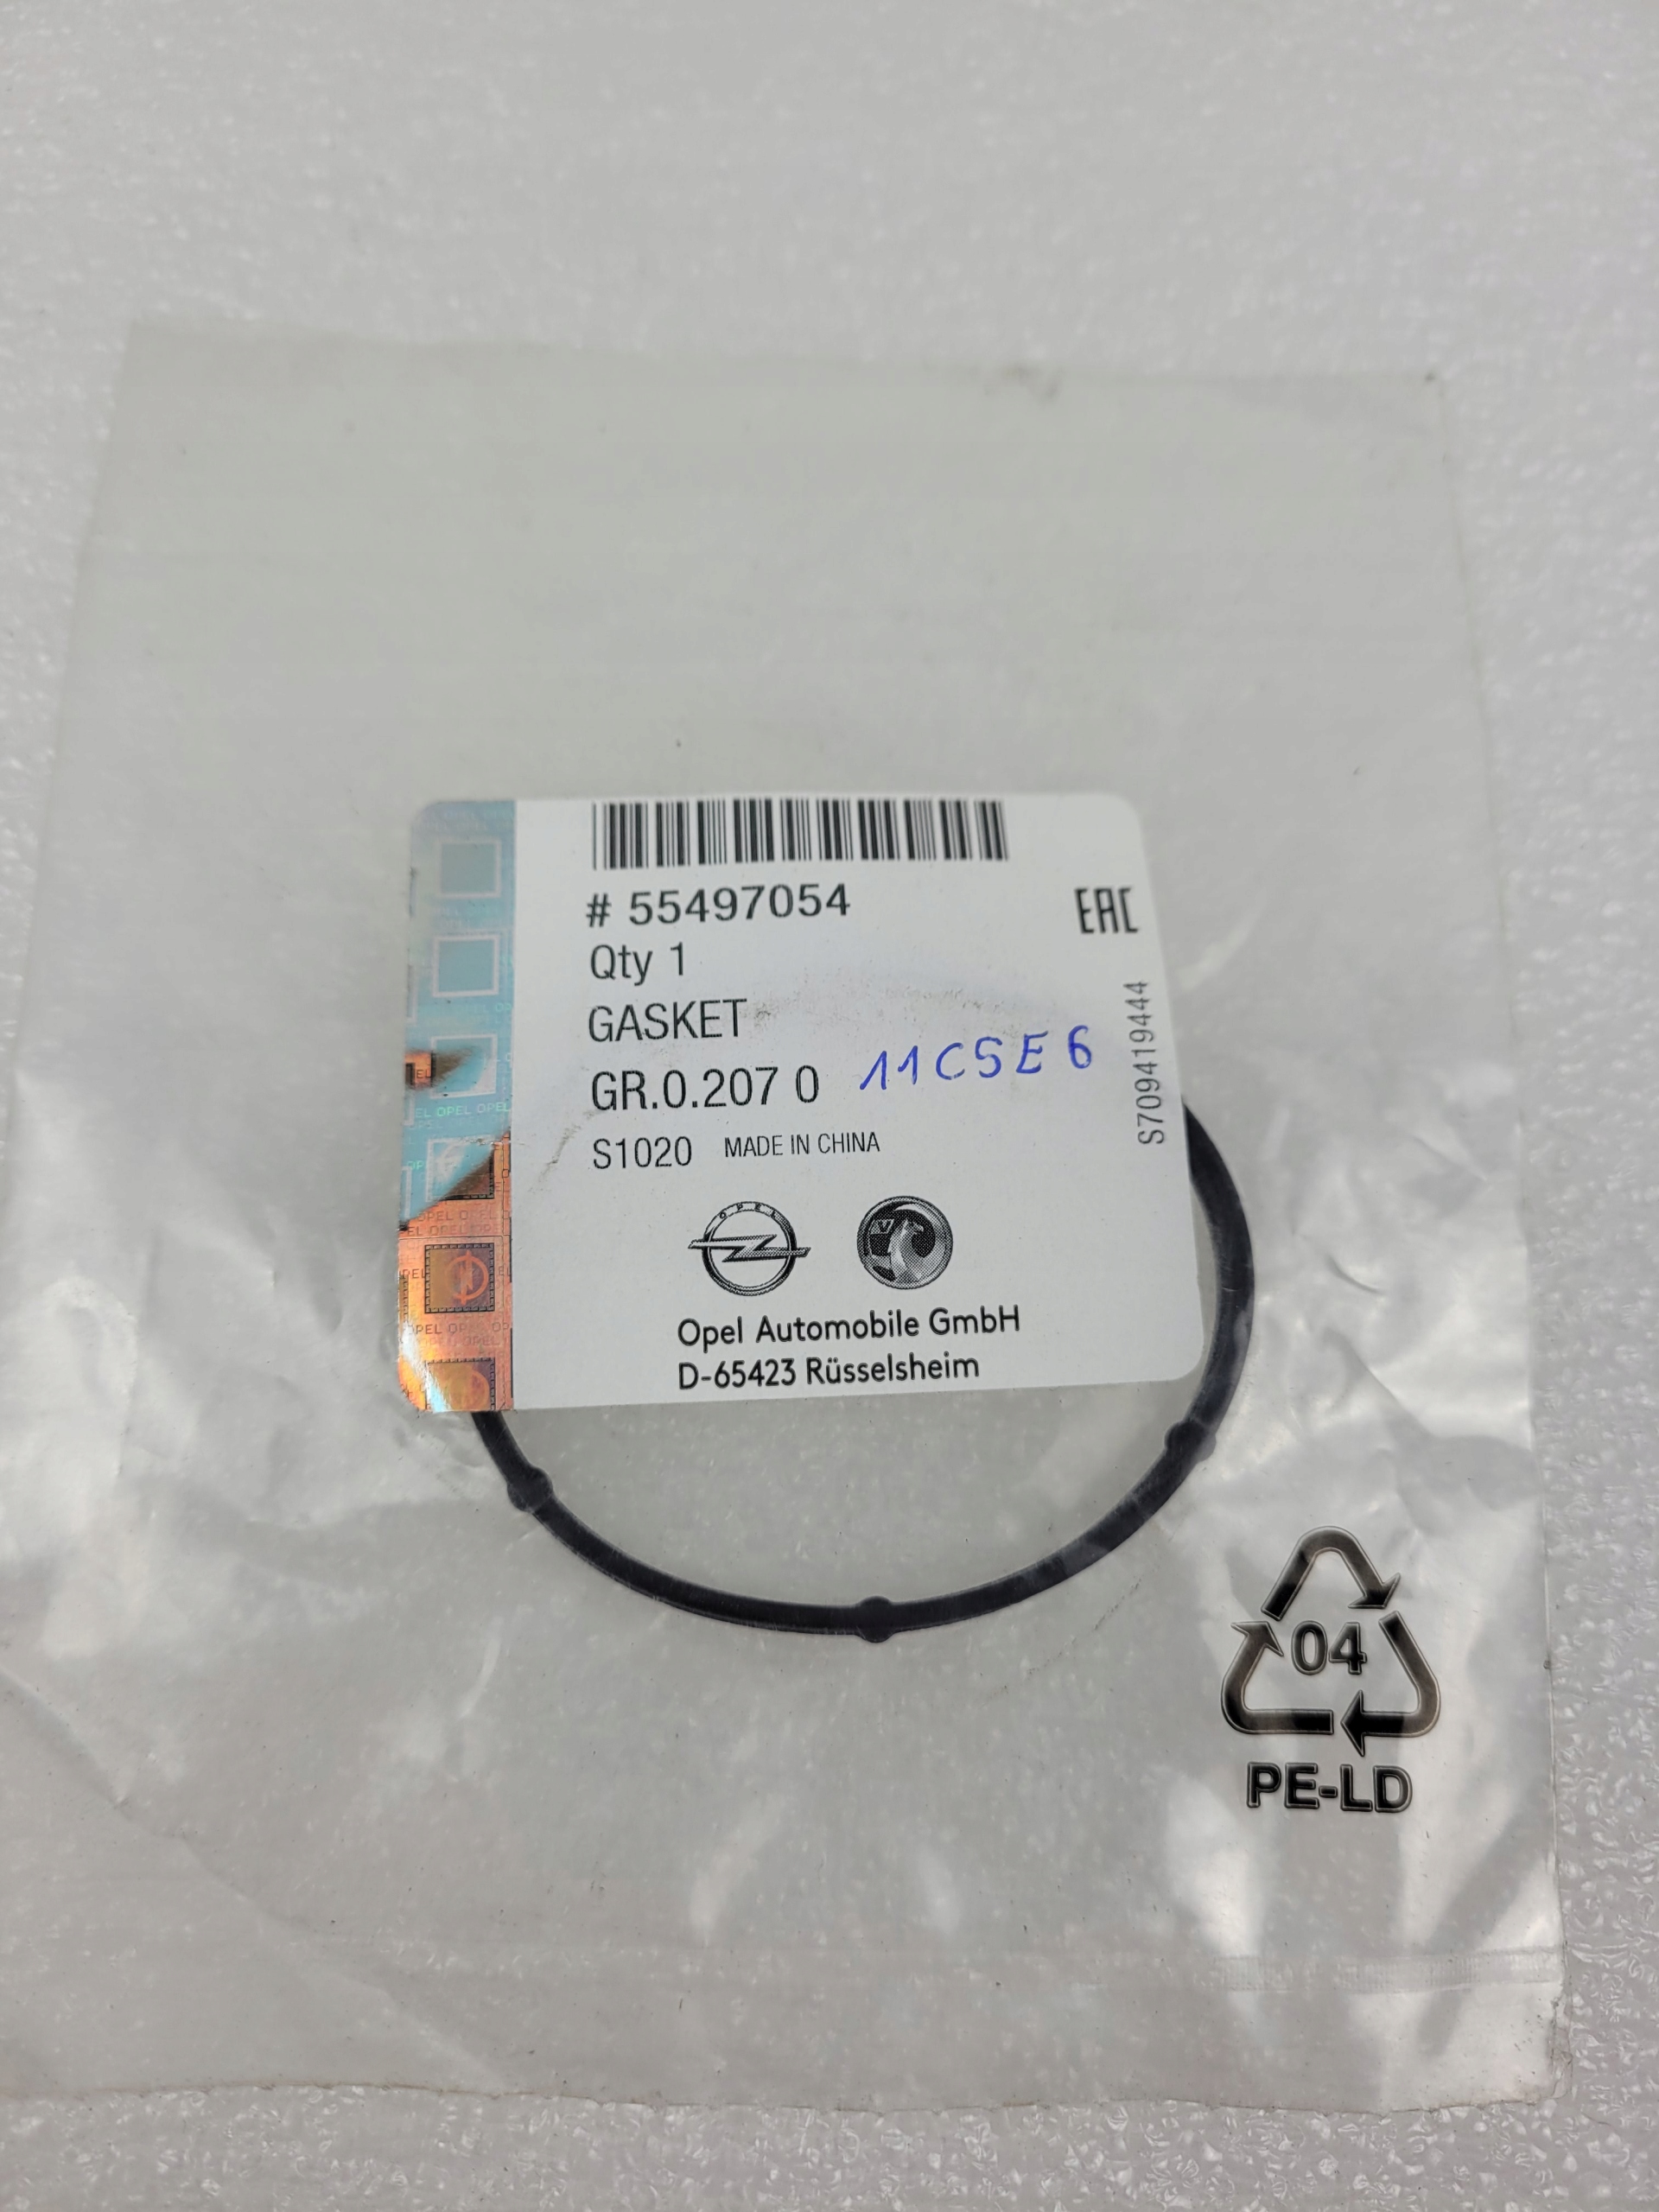 # 55497054
EAC
Qty 1
GASKET
GR.0.207 0
11C5E6
S1020 MADE IN CHINA
S709419444
OPEL
V
Opel Automobile GmbH
D-65423 Rüsselsheim
04
PE-LD